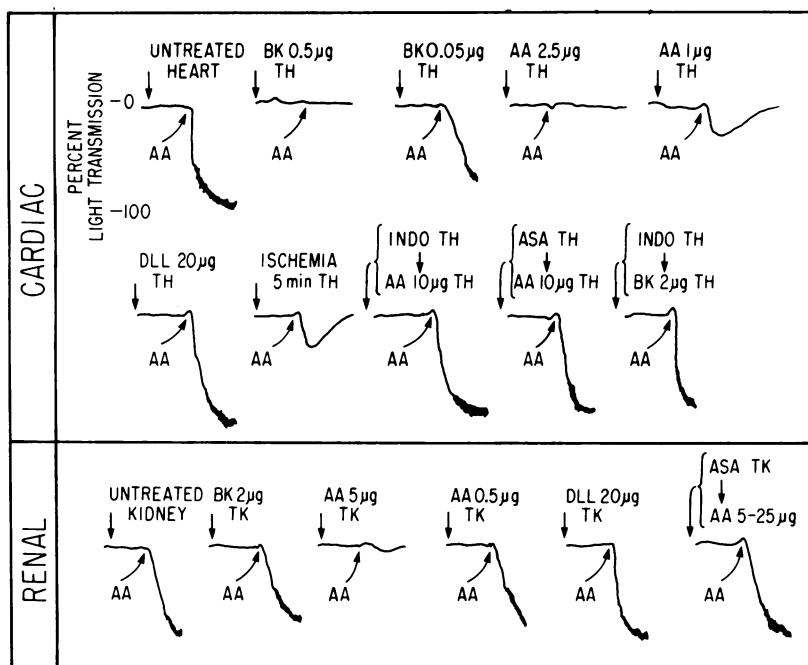 CARDIAC
PERCENT
LIGHT TRANSMISSION
-0
-100
UNTREATED
HEART
AA
BK 0.5µg
TH
AA
BK 0.05µg
TH
AA
AA 2.5µg
TH
AA
AA 1µg
TH
AA
DLL 20µg
TH
AA
ISCHEMIA
5 min TH
AA
INDO TH
AA 10µg TH
AA
ASA TH
AA 10µg TH
AA
INDO TH
BK 2µg TH
AA
RENAL
UNTREATED
KIDNEY
AA
BK 2µg
TK
AA
AA 5µg
TK
AA
AA 0.5µg
TK
AA
DLL 20µg
TK
AA
ASA TK
AA 5-25µg
AA